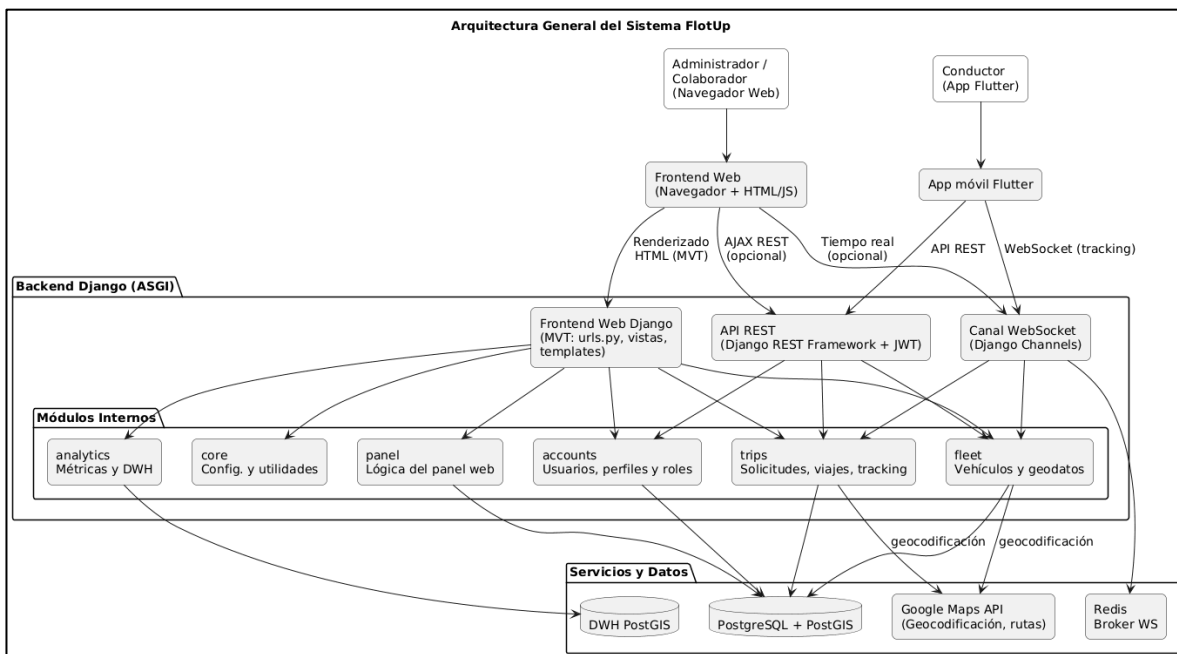 Arquitectura General del Sistema FlotUp
Administrador /
Colaborador
(Navegador Web)
Conductor
(App Flutter)
Frontend Web
(Navegador + HTML/JS)
App móvil Flutter
Renderizado
HTML (MVT)
AJAX REST
(opcional)
Tiempo real
(opcional)
API REST
WebSocket (tracking)
Backend Django (ASGI)
Frontend Web Django
(MVT: urls.py, vistas,
templates)
API REST
(Django REST Framework + JWT)
Canal WebSocket
(Django Channels)
Módulos Internos
analytics
Métricas y DWH
core
Config. y utilidades
panel
Lógica del panel web
accounts
Usuarios, perfiles y roles
trips
Solicitudes, viajes, tracking
fleet
Vehículos y geodatos
geocodificación
geocodificación
Servicios y Datos
DWH PostGIS
PostgreSQL + PostGIS
Google Maps API
(Geocodificación, rutas)
Redis
Broker WS